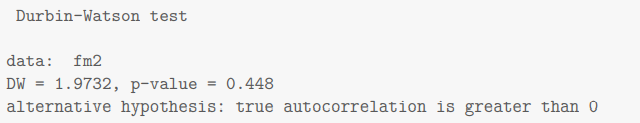 Durbin-Watson test
data: fm2
DW = 1.9732, p-value = 0.448
alternative hypothesis: true autocorrelation is greater than 0